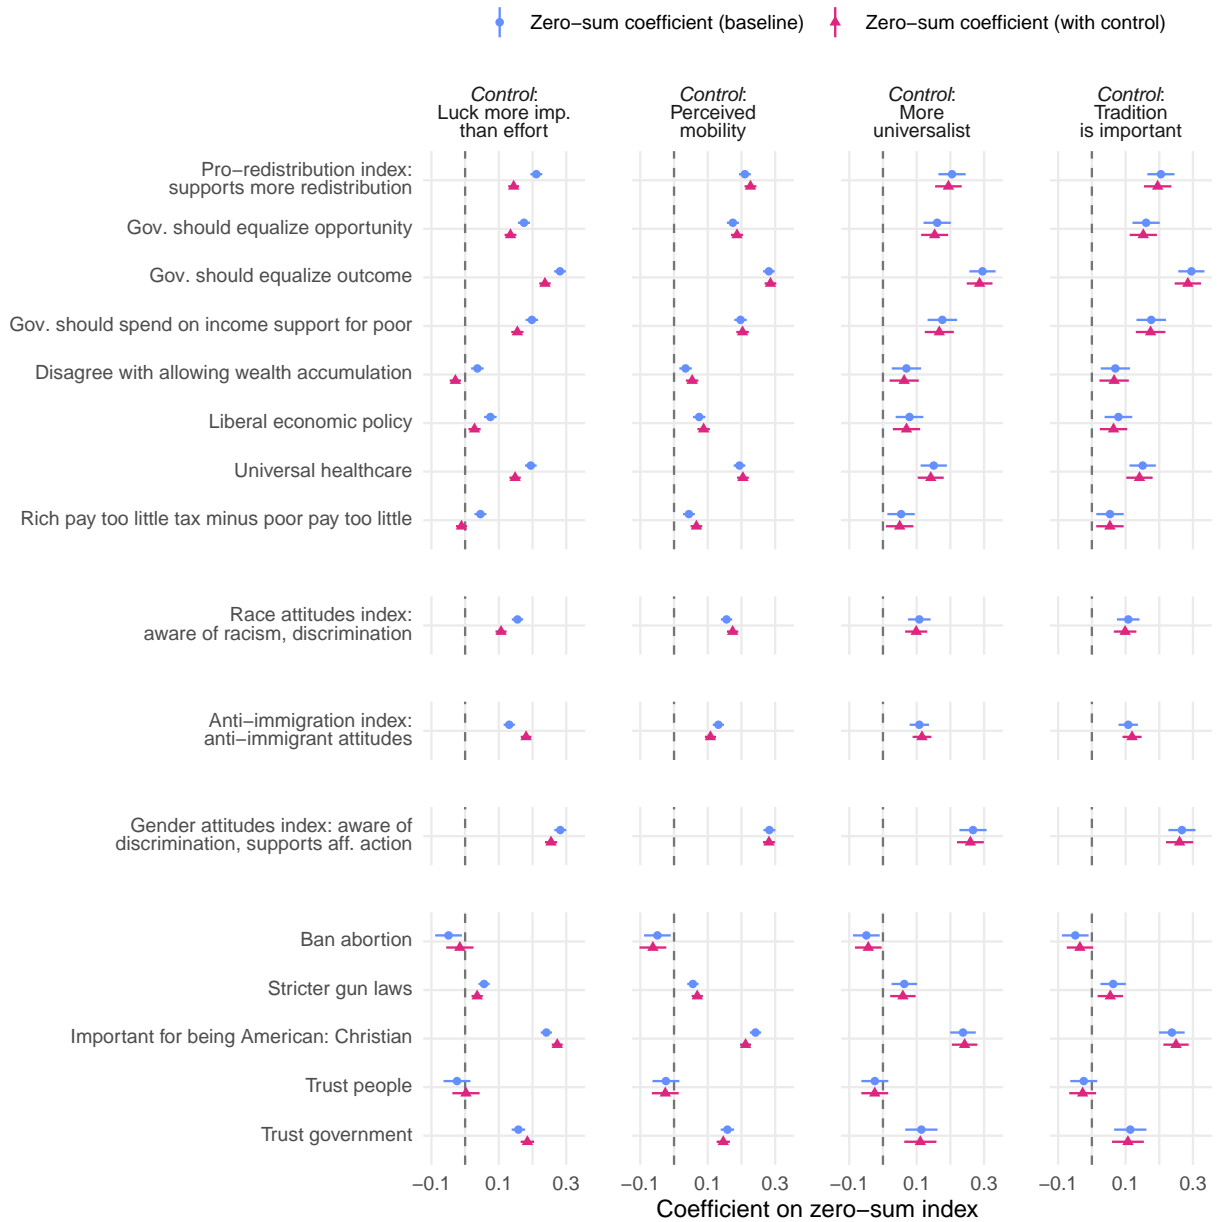 Zero−sum coefficient (baseline) Zero−sum coefficient (with control)
Control:
Luck more imp.
than effort
Control:
Perceived
mobility
Control:
More
universalist
Control:
Tradition
is important
Pro−redistribution index:
supports more redistribution
Gov. should equalize opportunity
Gov. should equalize outcome
Gov. should spend on income support for poor
Disagree with allowing wealth accumulation
Liberal economic policy
Universal healthcare
Rich pay too little tax minus poor pay too little
Race attitudes index:
aware of racism, discrimination
Anti−immigration index:
anti−immigrant attitudes
Gender attitudes index: aware of
discrimination, supports aff. action
Ban abortion
Stricter gun laws
Important for being American: Christian
Trust people
Trust government
−0.1 0.1 0.3 −0.1 0.1 0.3 −0.1 0.1 0.3 −0.1 0.1 0.3
Coefficient on zero−sum index